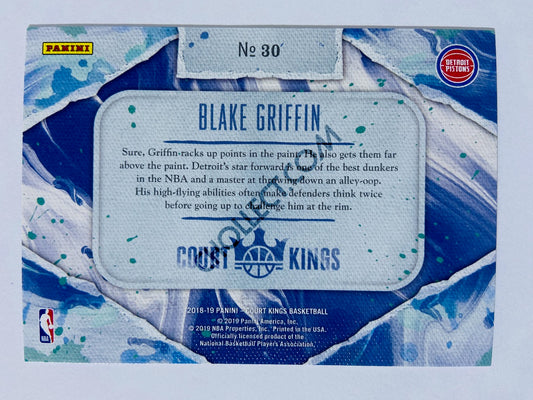 PANINI
№ 30
DETROIT
PISTONS
BLAKE GRIFFIN
Sure, Griffin-racks up points in the paint. He also gets them far
above the paint. Detroit's star forward is one of the best dunkers
in the NBA and a master at throwing down an alley-oop.
His high-flying abilities often make defenders think twice
before going up to challenge him at the rim.
COURT KINGS
2018-19 PANINI - COURT KINGS BASKETBALL
© 2019 Panini America, Inc.
© 2019 NBA Properties, Inc. Printed in the USA.
Officially licensed product of the
National Basketball Players Association.
NBA